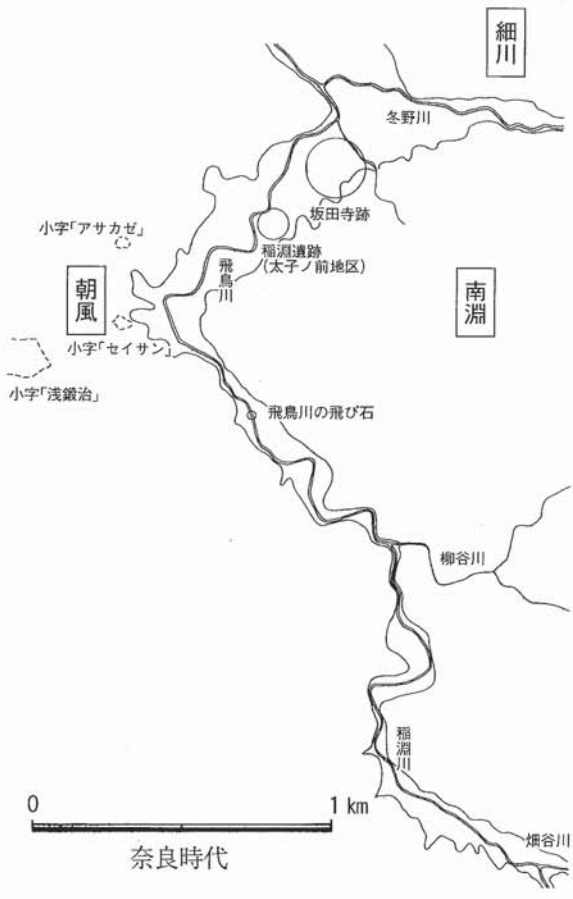 細川
冬野川
坂田寺跡
小字「アサカゼ」
稲淵遺跡
(太子ノ前地区)
飛鳥川
朝風
南淵
小字「セイサン」
小字「浅鍛治」
飛鳥川の飛び石
柳谷川
稲淵川
0 1 km
畑谷川
奈良時代